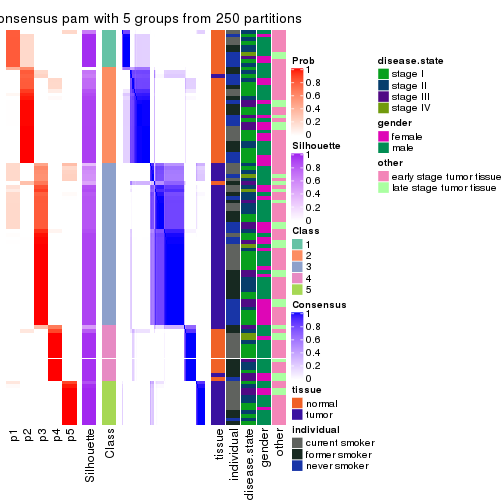 onsensus pam with 5 groups from 250 partitions
p1
p2
p3
p4
p5
Silhouette
Class
tissue
individual
disease.state
gender
other
Prob
1
0.8
0.6
0.4
0.2
0
Silhouette
1
0.8
0.6
0.4
0.2
0
Class
1
2
3
4
5
Consensus
1
0.8
0.6
0.4
0.2
0
tissue
normal
tumor
individual
current smoker
former smoker
never smoker
disease.state
stage I
stage II
stage III
stage IV
gender
female
male
other
early stage tumor tissue
late stage tumor tissue